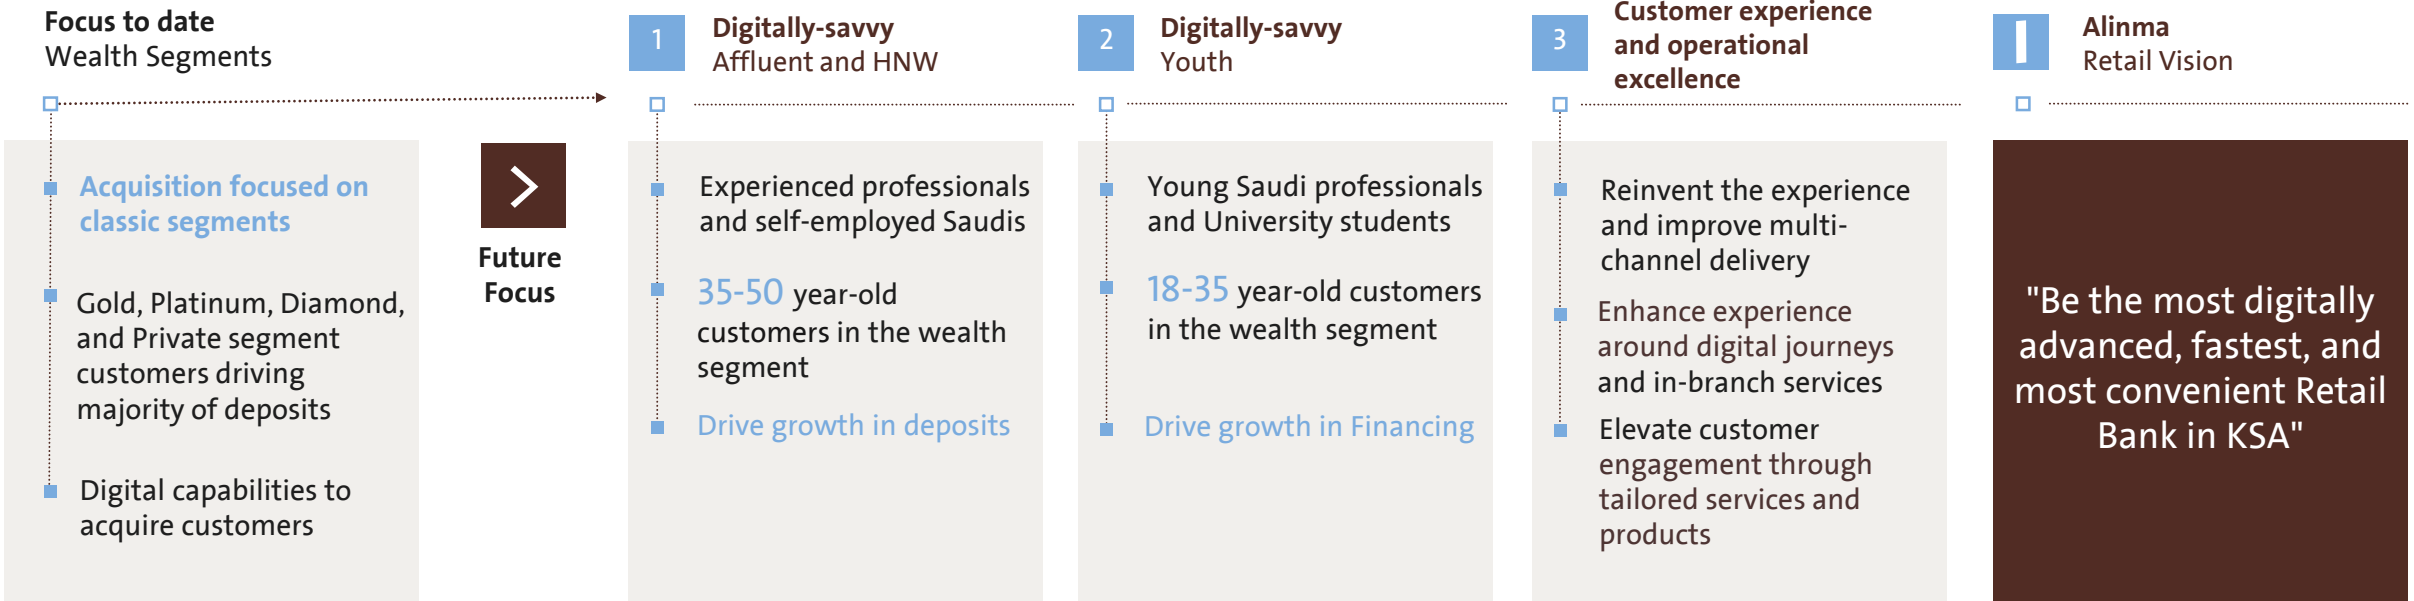 Focus to date
Wealth Segments
Acquisition focused on
classic segments
Gold, Platinum, Diamond,
and Private segment
customers driving
majority of deposits
Digital capabilities to
acquire customers
Future
Focus
1
Digitally-savvy
Affluent and HNW
Experienced professionals
and self-employed Saudis
35-50 year-old
customers in the wealth
segment
Drive growth in deposits
2
Digitally-savvy
Youth
Young Saudi professionals
and University students
18-35 year-old customers
in the wealth segment
Drive growth in Financing
3
Customer experience
and operational
excellence
Reinvent the experience
and improve multi-
channel delivery
Enhance experience
around digital journeys
and in-branch services
Elevate customer
engagement through
tailored services and
products
Alinma
Retail Vision
"Be the most digitally
advanced, fastest, and
most convenient Retail
Bank in KSA"